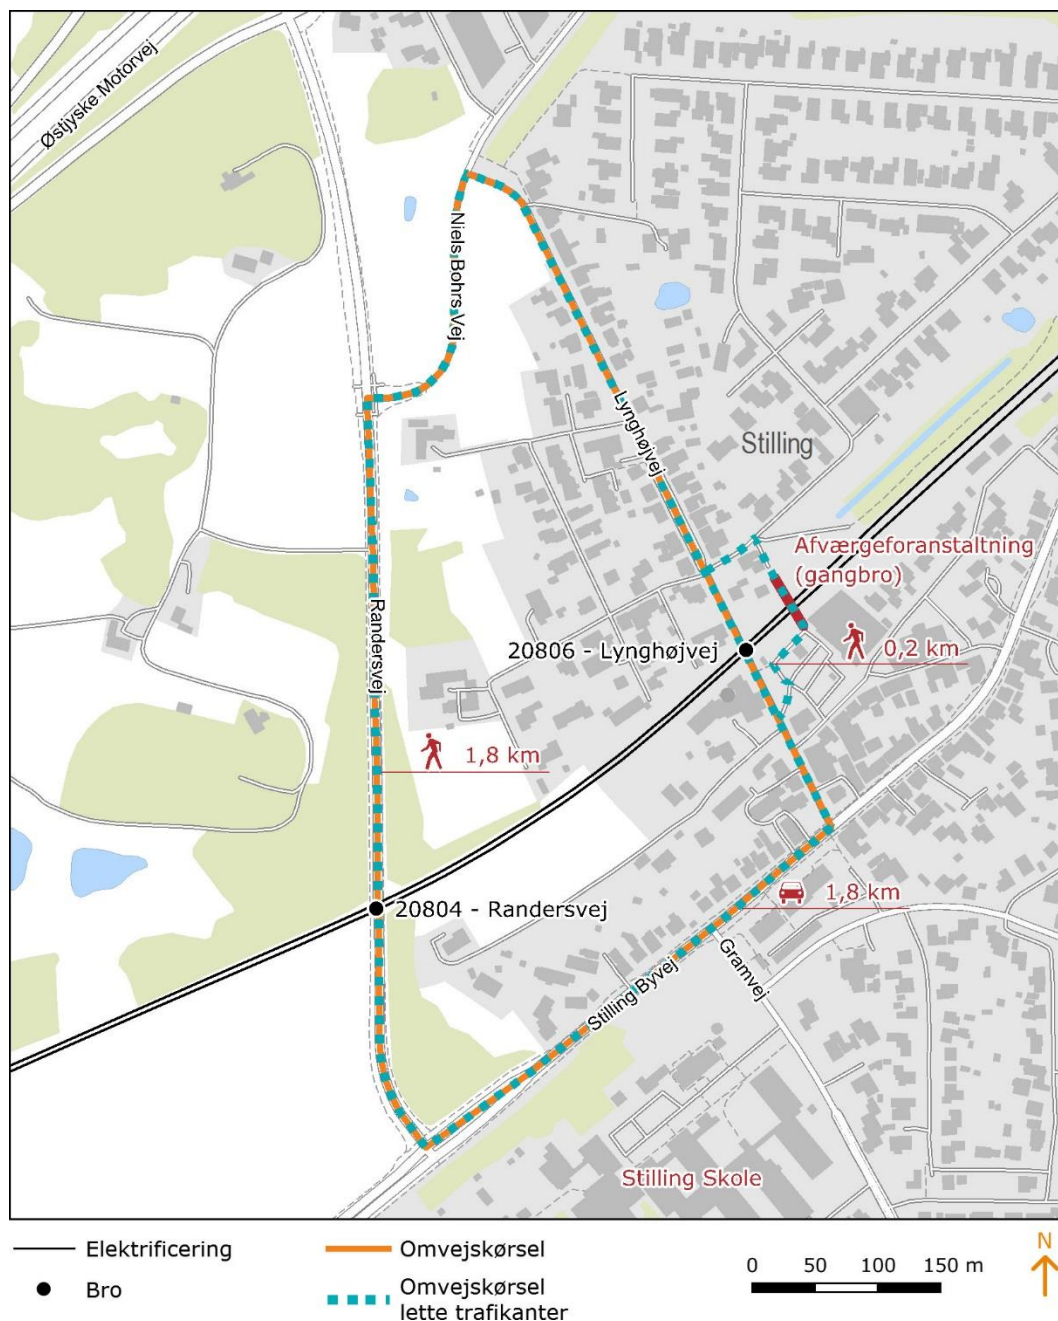 Østjyske Motorvej
Niels Bohrs Vej
Lynghøjvej
Stilling
Afværgeforanstaltning
(gangbro)
20806 - Lynghøjvej
0,2 km
Randersvej
1,8 km
1,8 km
20804 - Randersvej
Gramvej
Stilling Byvej
Stilling Skole
Elektrificering
Bro
Omvejskørsel
Omvejskørsel
lette trafikanter
0 50 100 150 m
N